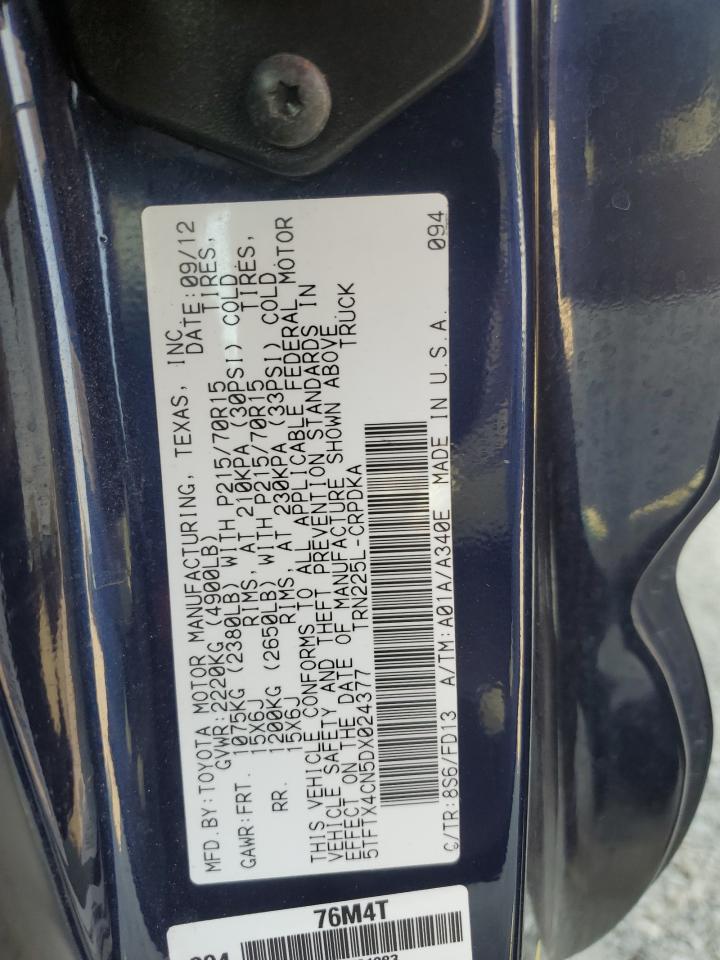 MFD.BY:TOYOTA MOTOR MANUFACTURING, TEXAS, INC.
GVWR:2220KG (4900LB) DATE:09/12
GAWR:FRT. 1075KG (2380LB) WITH P215/70R15 TIRES,
15X6J RIMS, AT 210KPA (30PSI) COLD.
RR. 1200KG (2650LB) WITH P215/70R15 TIRES,
15X6J RIMS, AT 230KPA (33PSI) COLD
THIS VEHICLE CONFORMS TO ALL APPLICABLE FEDERAL MOTOR
VEHICLE SAFETY AND THEFT PREVENTION STANDARDS IN
EFFECT ON THE DATE OF MANUFACTURE SHOWN ABOVE.
5TFTX4CN5DX024377 TRN225L-CRPDKA TRUCK
C/TR:8S6/FD13 A/TM:A01A/A340E MADE IN U.S.A. 094
76M4T